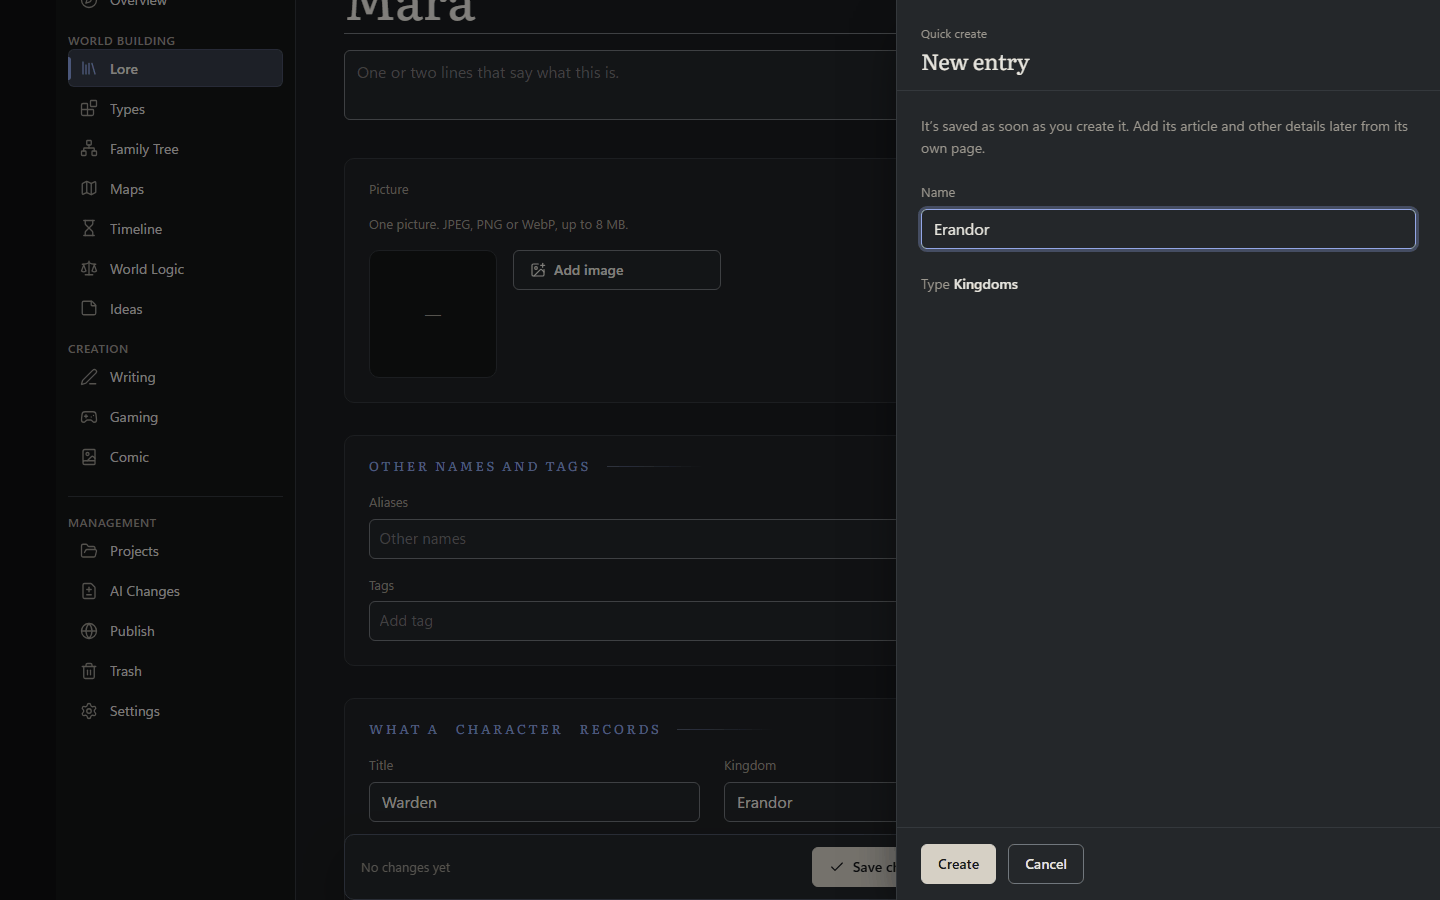 Overview
WORLD BUILDING
Lore
Types
Family Tree
Maps
Timeline
World Logic
Ideas
CREATION
Writing
Gaming
Comic
MANAGEMENT
Projects
AI Changes
Publish
Trash
Settings
Mara
One or two lines that say what this is.
Picture
One picture. JPEG, PNG or WebP, up to 8 MB.
—
Add image
OTHER NAMES AND TAGS
Aliases
Other names
Tags
Add tag
WHAT A CHARACTER RECORDS
Title
Kingdom
Warden
Erandor
No changes yet
Save
Quick create
New entry
It's saved as soon as you create it. Add its article and other details later from its
own page.
Name
Erandor
Type Kingdoms
Create
Cancel